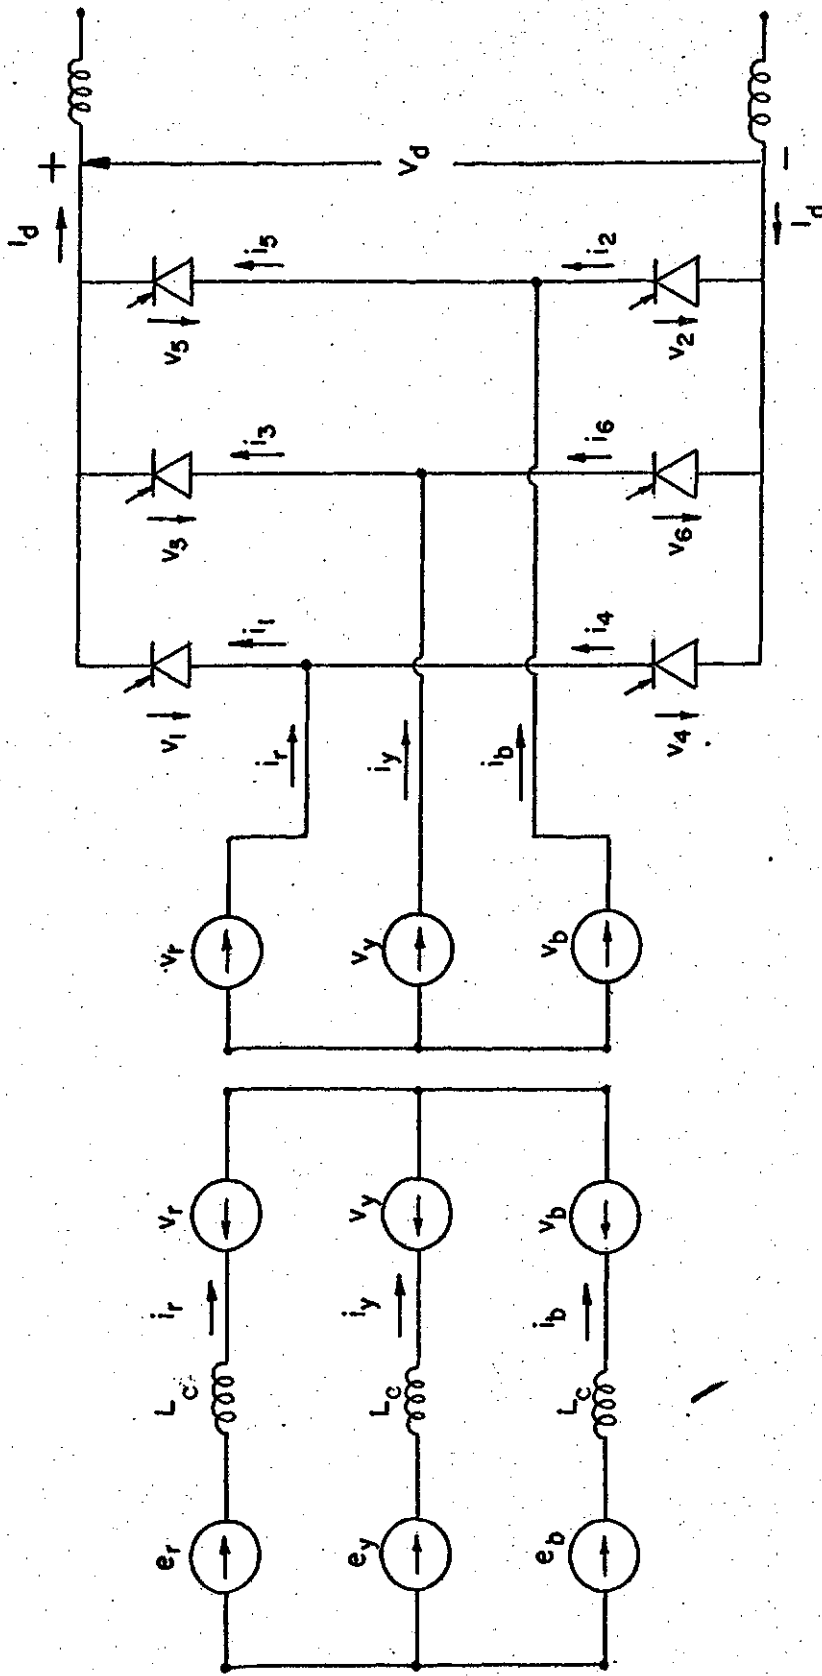 I_d
+
V_d
-
I_d
v_5
i_5
i_2
v_2
v_3
i_3
i_6
v_6
v_1
i_1
i_4
v_4
i_r
i_y
i_b
v_r
v_y
v_b
v_r
v_y
v_b
i_r
i_y
i_b
L_c
L_c
L_c
e_r
e_y
e_b